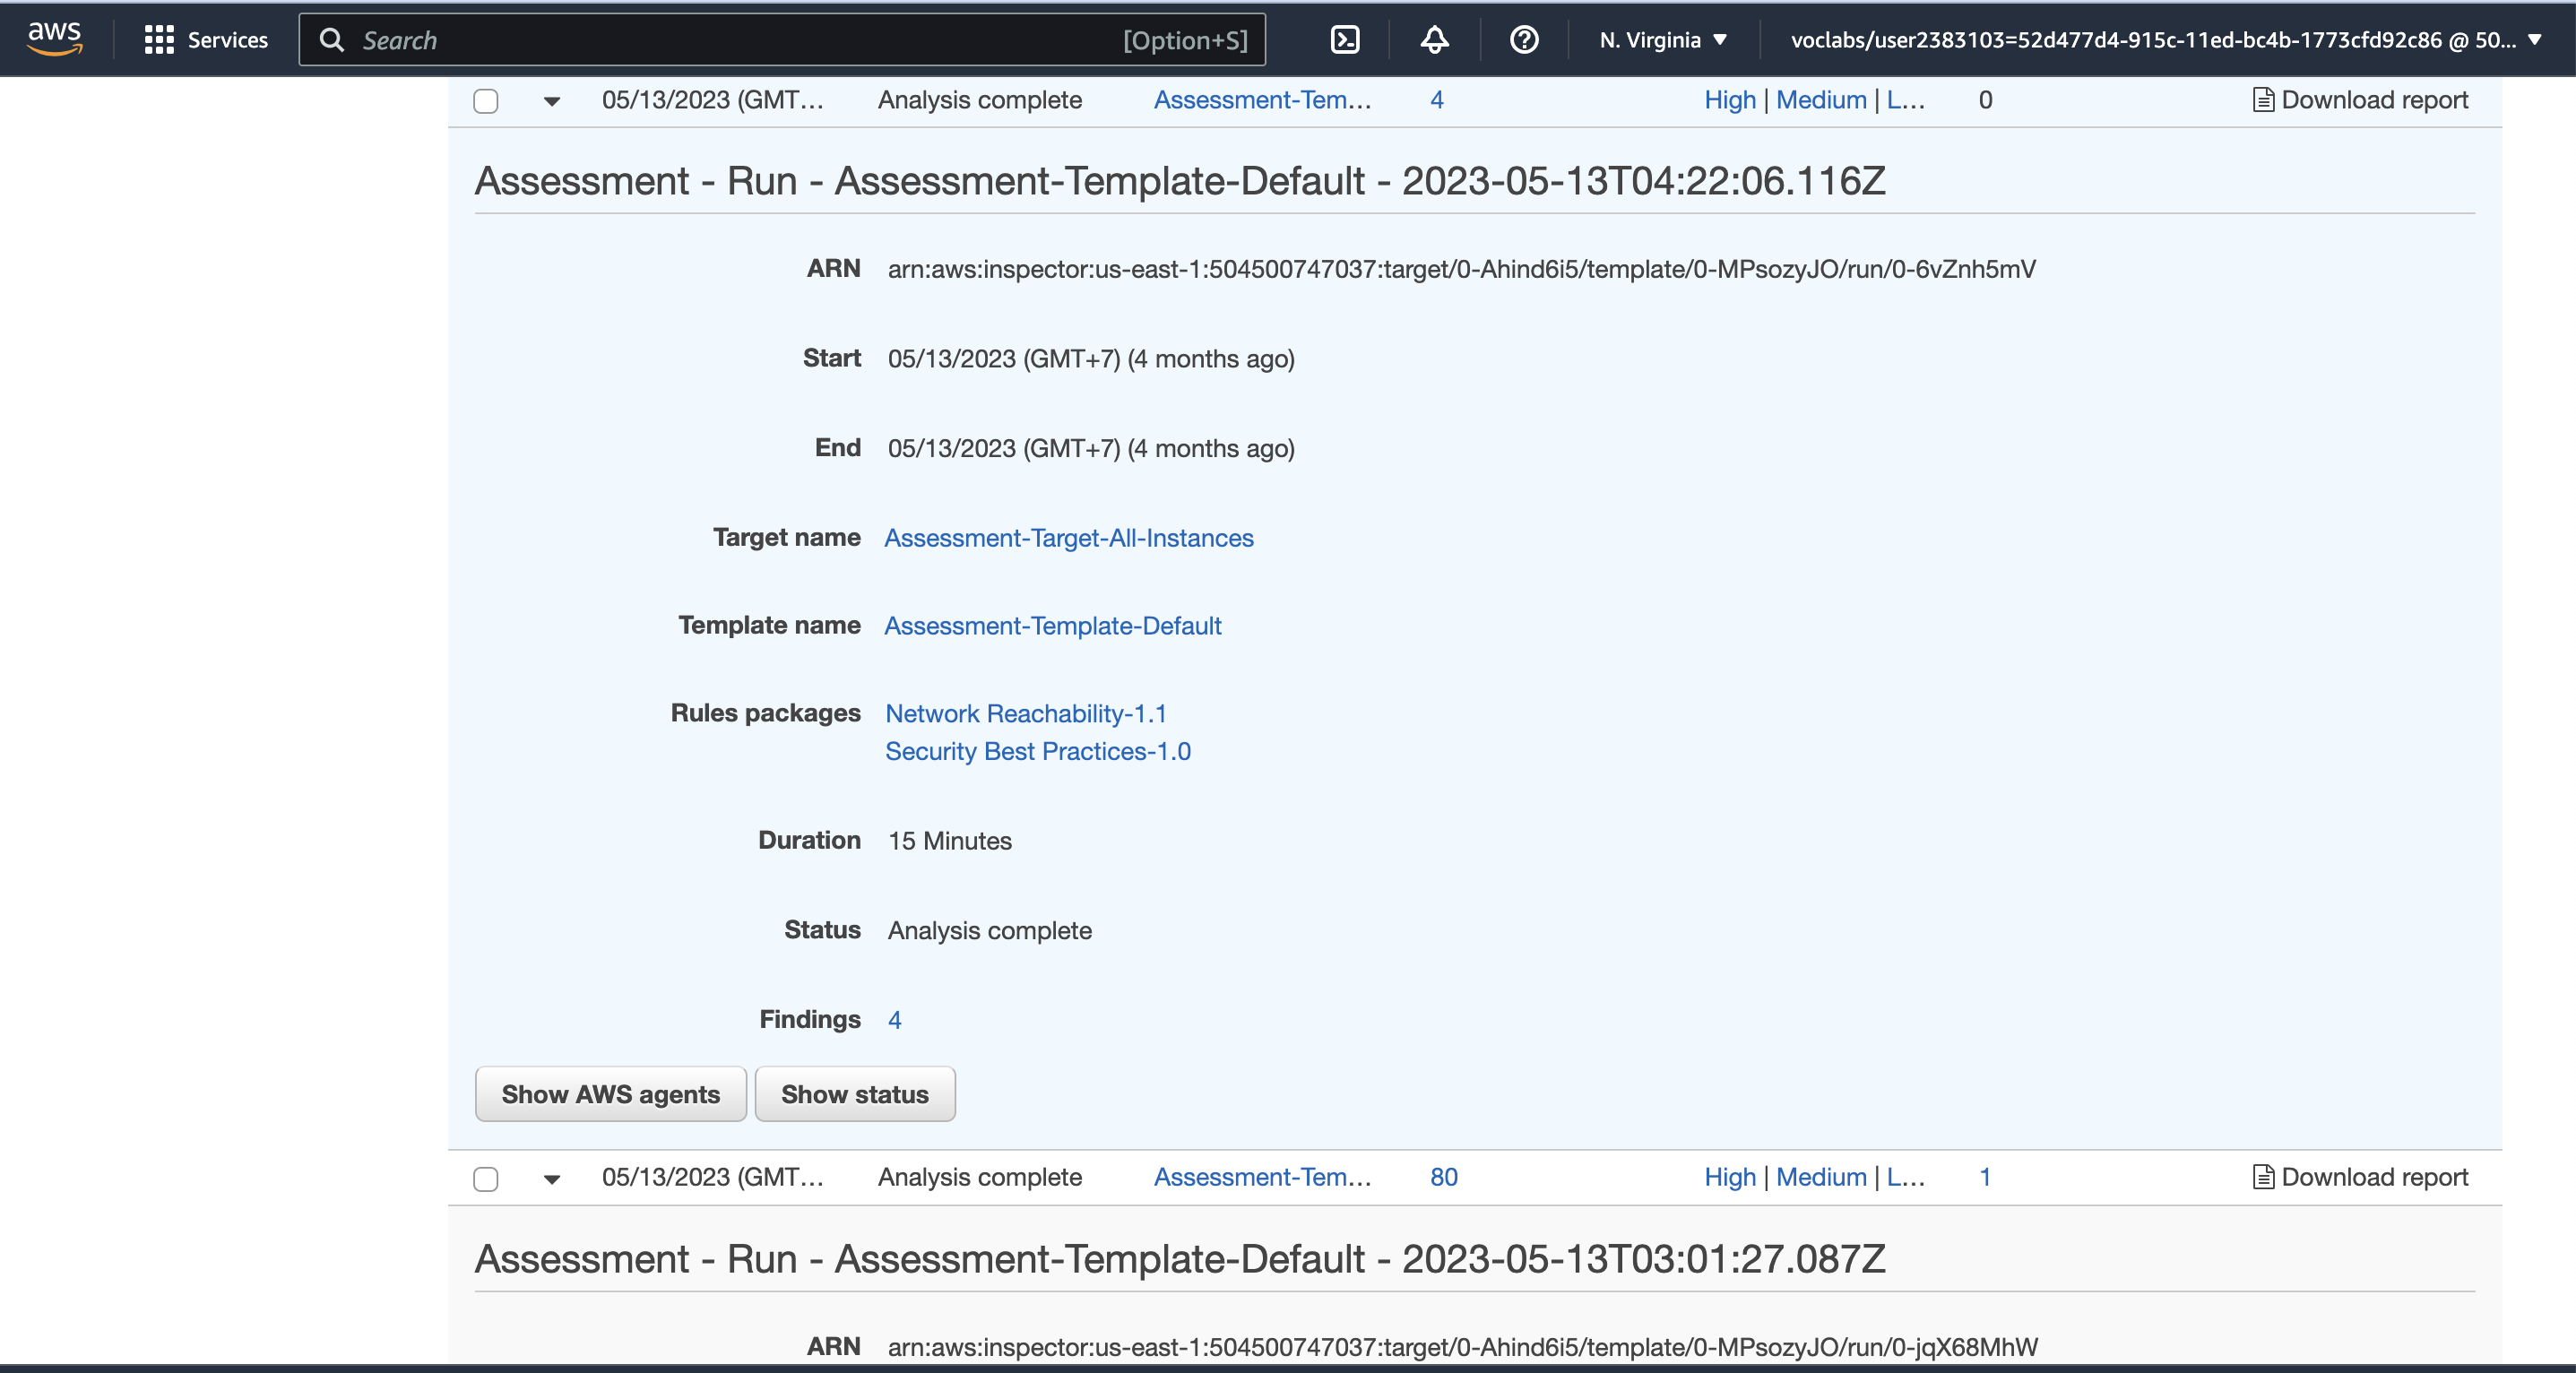 aws Services Search [Option+S] N. Virginia voclabs/user2383103=52d477d4-915c-11ed-bc4b-1773cfd92c86 @ 50...
05/13/2023 (GMT... Analysis complete Assessment-Tem... 4 High | Medium | L... 0 Download report
Assessment - Run - Assessment-Template-Default - 2023-05-13T04:22:06.116Z
ARN arn:aws:inspector:us-east-1:504500747037:target/0-Ahind6i5/template/0-MPsozyJO/run/0-6vZnh5mV
Start 05/13/2023 (GMT+7) (4 months ago)
End 05/13/2023 (GMT+7) (4 months ago)
Target name Assessment-Target-All-Instances
Template name Assessment-Template-Default
Rules packages Network Reachability-1.1
Security Best Practices-1.0
Duration 15 Minutes
Status Analysis complete
Findings 4
Show AWS agents Show status
05/13/2023 (GMT... Analysis complete Assessment-Tem... 80 High | Medium | L... 1 Download report
Assessment - Run - Assessment-Template-Default - 2023-05-13T03:01:27.087Z
ARN arn:aws:inspector:us-east-1:504500747037:target/0-Ahind6i5/template/0-MPsozyJO/run/0-jqX68MhW